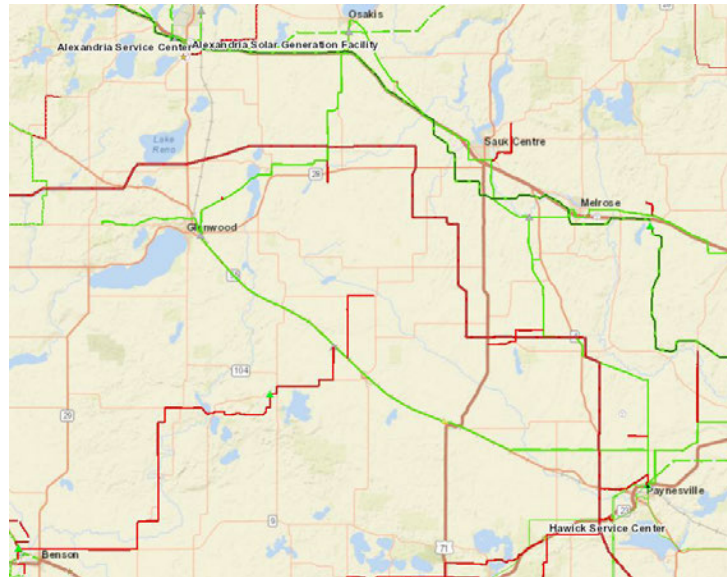 Osakis
Alexandria Service Center
Alexandria Solar Generation Facility
Sauk Centre
Lake
Reno
28
Melrose
Glenwood
104
29
9
23
Paynesville
Hawick Service Center
71
Benson